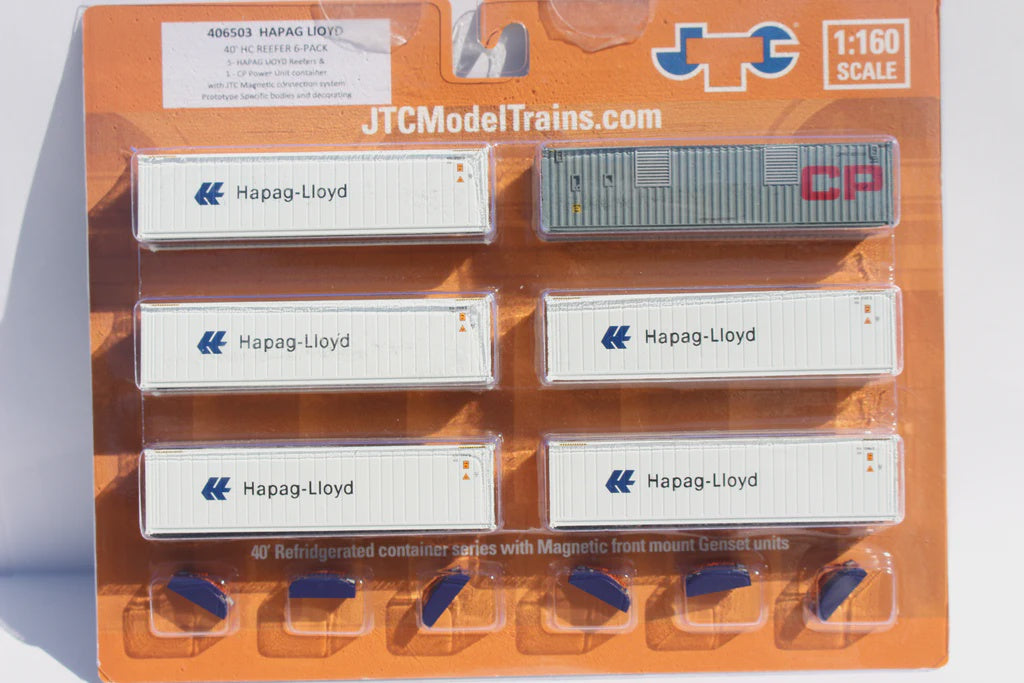 406503 HAPAG LIOYD
40' HC REEFER 6-PACK
5- HAPAG LIOYD Reefers &
1 - CP Power Unit container
with JTC Magnetic connection system
Prototype Specific bodies and decorating
JTC
1:160
SCALE
JTCModelTrains.com
Hapag-Lloyd
CP
Hapag-Lloyd
Hapag-Lloyd
Hapag-Lloyd
Hapag-Lloyd
40' Refridgerated container series with Magnetic front mount Genset units